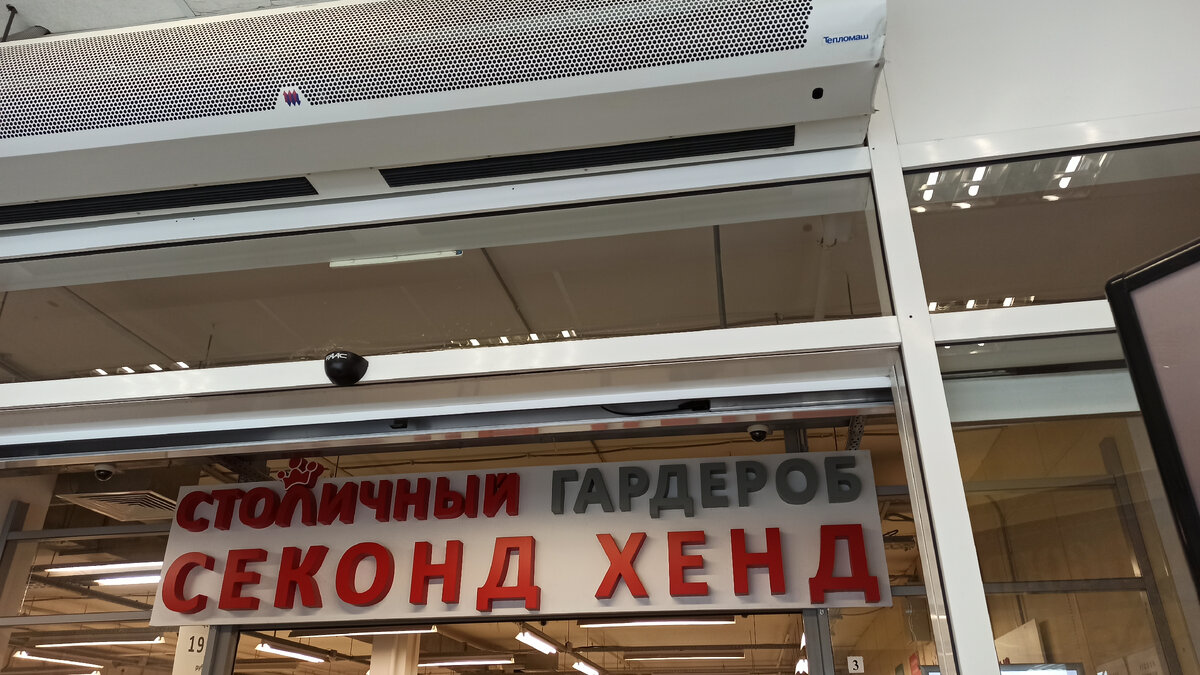 Тепломаш
СТОЛИЧНЫЙ ГАРДЕРОБ
СЕКОНД ХЕНД
19
3